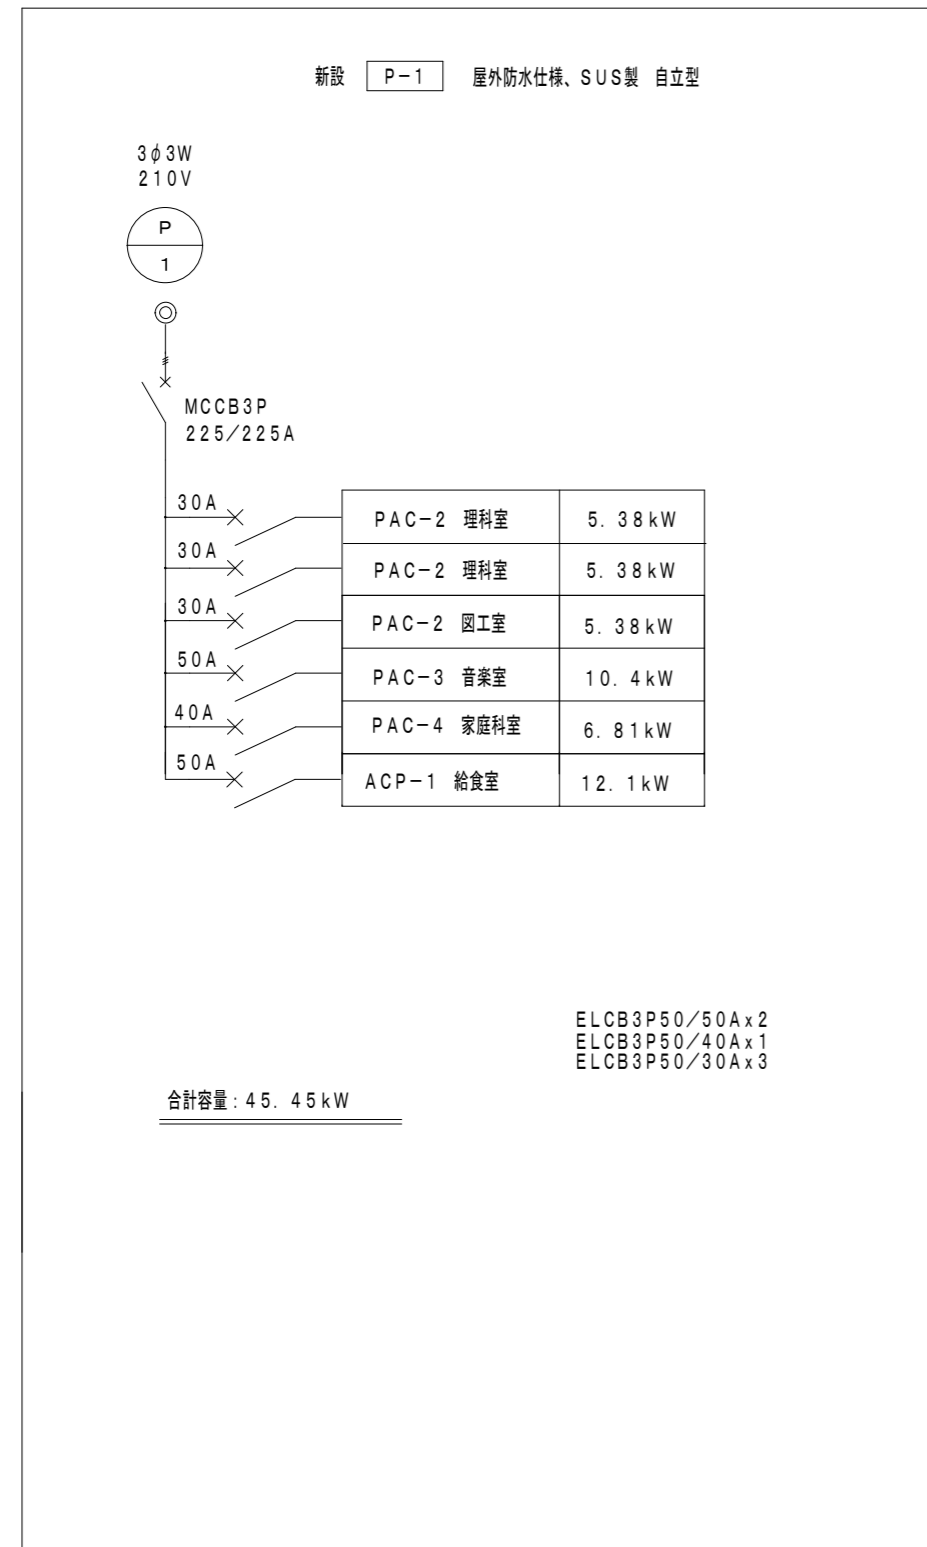 新設 P-1 屋外防水仕様、SUS製 自立型
3φ3W
210V
P
1
MCCB3P
225/225A
30A PAC-2 理科室 5.38kW
30A PAC-2 理科室 5.38kW
30A PAC-2 図工室 5.38kW
50A PAC-3 音楽室 10.4kW
40A PAC-4 家庭科室 6.81kW
50A ACP-1 給食室 12.1kW
ELCB3P50/50Ax2
ELCB3P50/40Ax1
ELCB3P50/30Ax3
合計容量:45.45kW